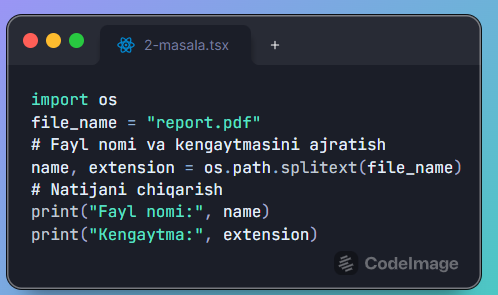 2-masala.tsx +
import os
file_name = "report.pdf"
# Fayl nomi va kengaytmasini ajratish
name, extension = os.path.splitext(file_name)
# Natijani chiqarish
print("Fayl nomi:", name)
print("Kengaytma:", extension)
CodeImage